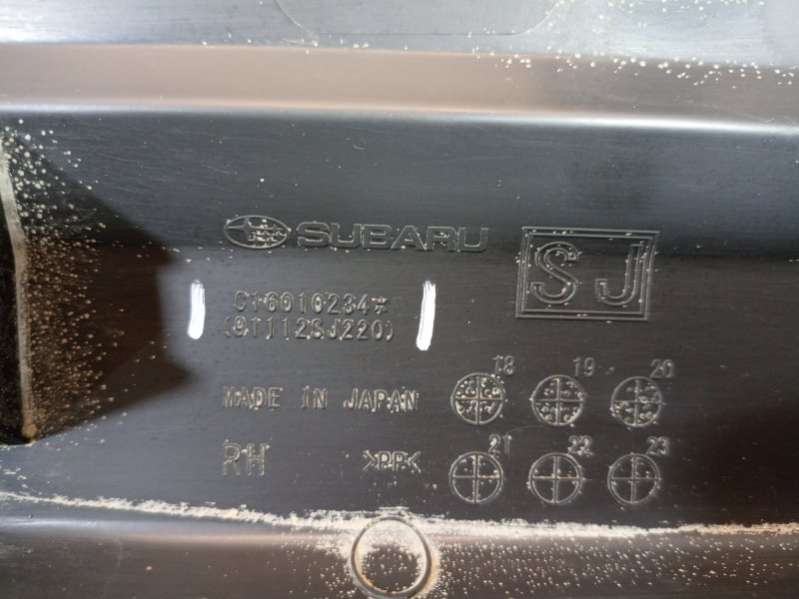 SUBARU
SJ
C16010234*
(91112SJ220)
MADE IN JAPAN
18 19 20
RH >PP<
21 22 23